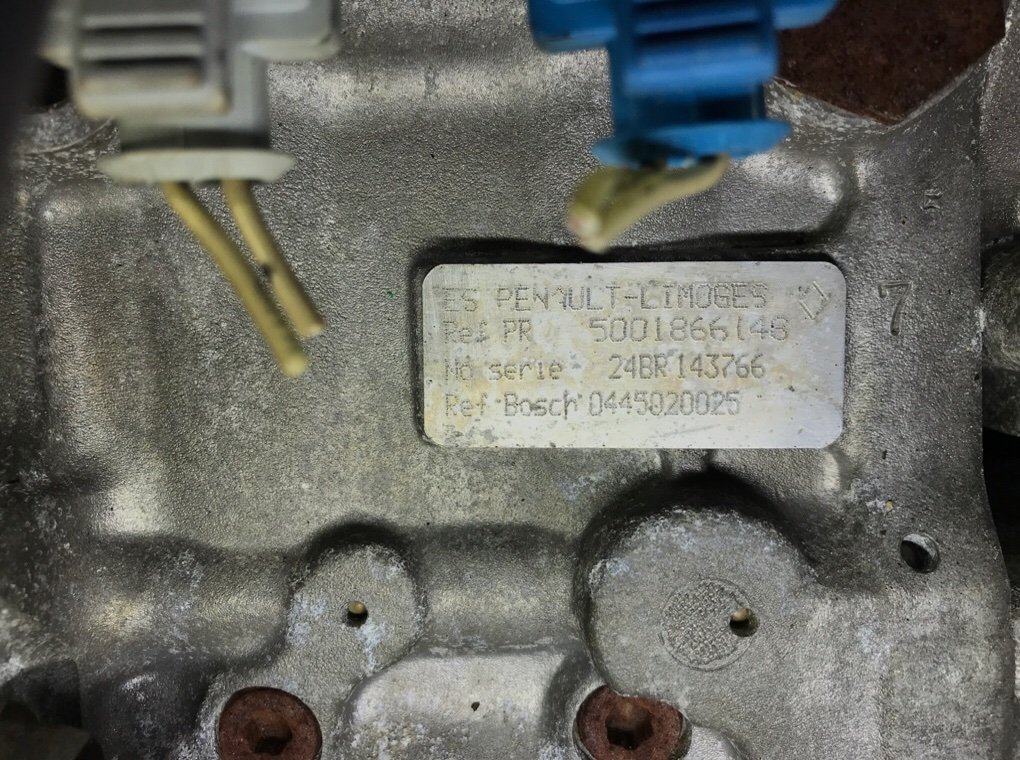 ES RENAULT-LIMOGES
Ref PR 5001866148
No serie 24BR143766
Ref Bosch 0445020025
7